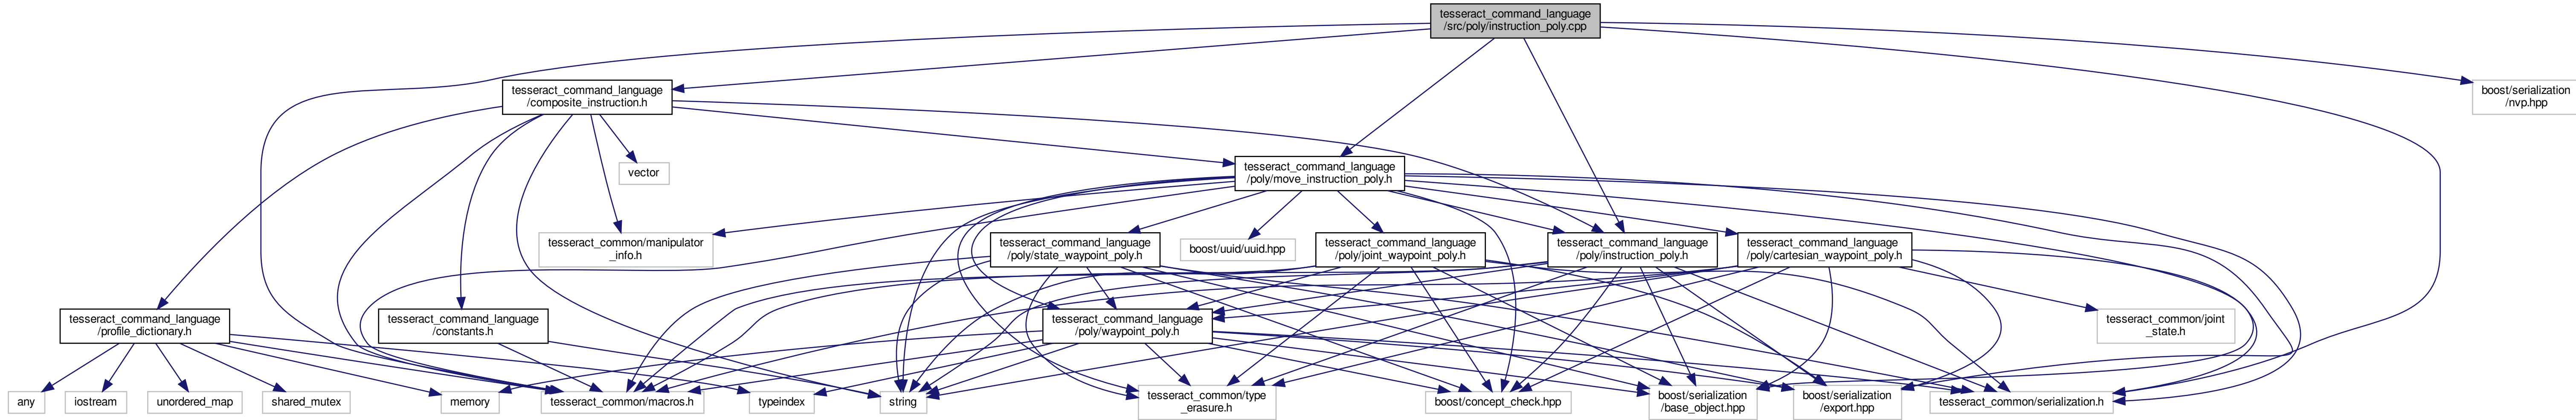 tesseract_command_language
/src/poly/instruction_poly.cpp
tesseract_command_language
/composite_instruction.h
boost/serialization
/nvp.hpp
vector
tesseract_command_language
/poly/move_instruction_poly.h
tesseract_common/manipulator
_info.h
tesseract_command_language
/poly/state_waypoint_poly.h
boost/uuid/uuid.hpp
tesseract_command_language
/poly/joint_waypoint_poly.h
tesseract_command_language
/poly/instruction_poly.h
tesseract_command_language
/poly/cartesian_waypoint_poly.h
tesseract_command_language
/profile_dictionary.h
tesseract_command_language
/constants.h
tesseract_command_language
/poly/waypoint_poly.h
tesseract_common/joint
_state.h
any
iostream
unordered_map
shared_mutex
memory
tesseract_common/macros.h
typeindex
string
tesseract_common/type
_erasure.h
boost/concept_check.hpp
boost/serialization
/base_object.hpp
boost/serialization
/export.hpp
tesseract_common/serialization.h